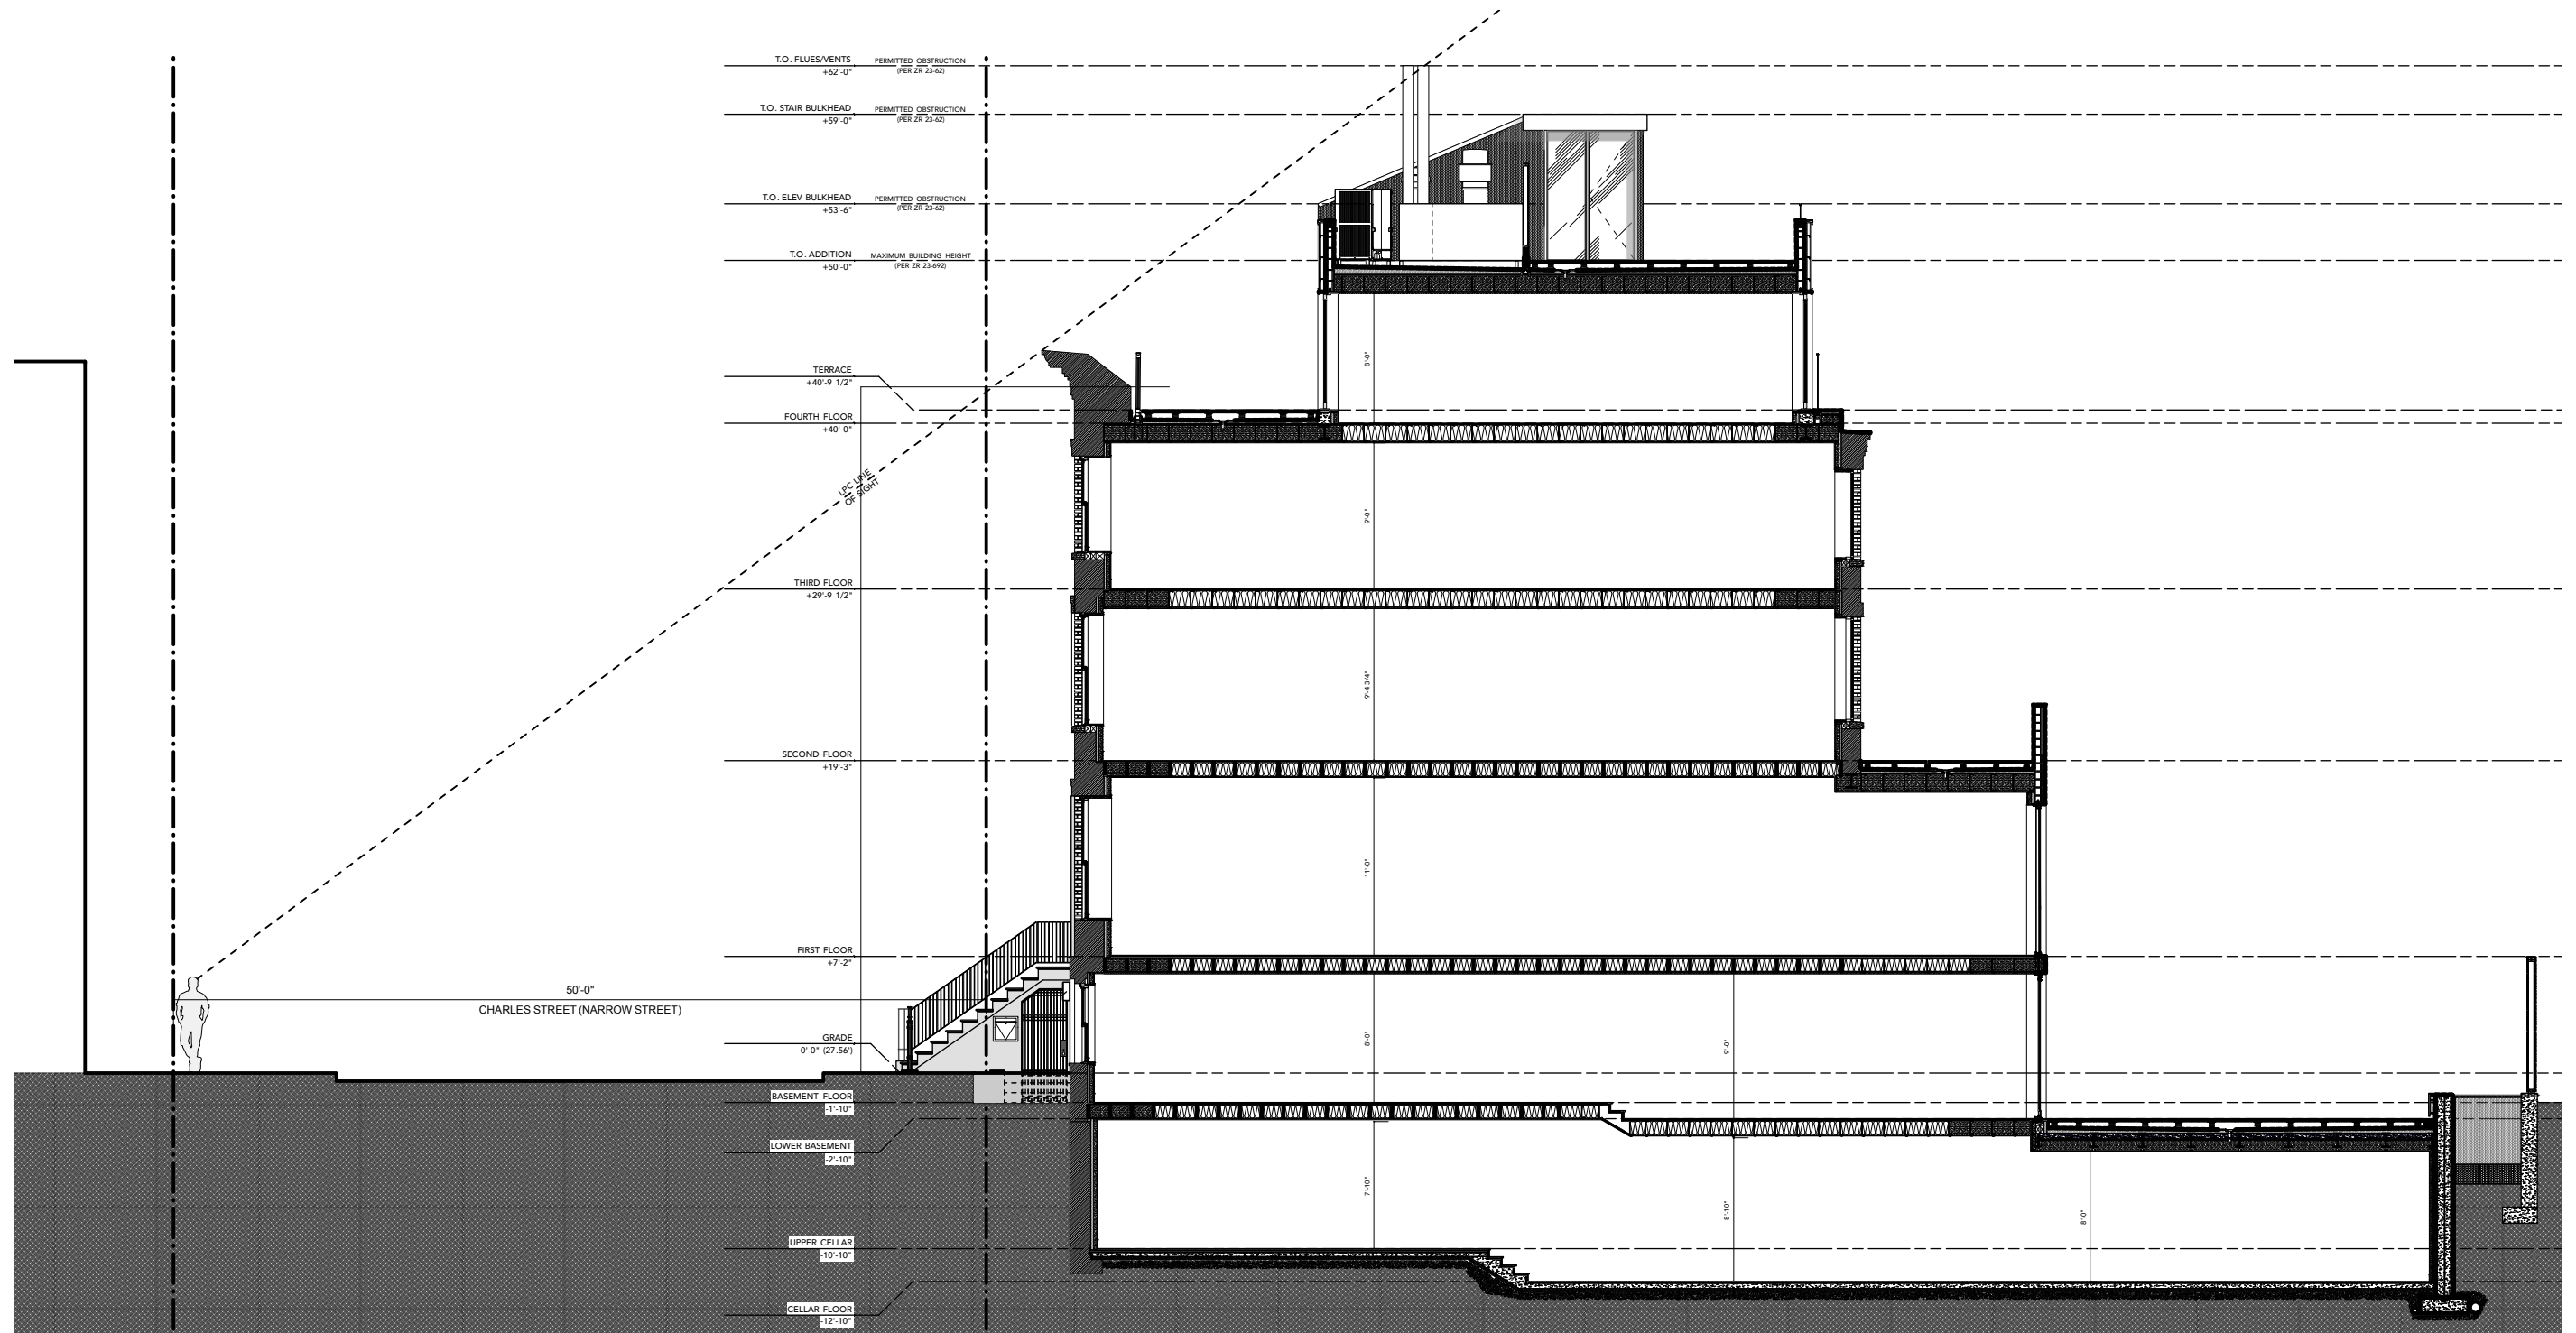 T.O. FLUES/VENTS PERMITTED OBSTRUCTION
+62'-0" (PER ZR 23-62)
T.O. STAIR BULKHEAD PERMITTED OBSTRUCTION
+59'-0" (PER ZR 23-62)
T.O. ELEV BULKHEAD PERMITTED OBSTRUCTION
+53'-6" (PER ZR 23-62)
T.O. ADDITION MAXIMUM BUILDING HEIGHT
+50'-0" (PER ZR 23-692)
8'-0"
TERRACE
+40'-9 1/2"
FOURTH FLOOR
+40'-0"
LPC LINE
OF SIGHT
9'-0"
THIRD FLOOR
+29'-9 1/2"
9'-4 3/4"
SECOND FLOOR
+19'-3"
11'-0"
FIRST FLOOR
+7'-2"
50'-0"
CHARLES STREET (NARROW STREET)
GRADE
0'-0" (27.56')
8'-0"
9'-0"
BASEMENT FLOOR
-1'-10"
LOWER BASEMENT
-2'-10"
7'-10"
8'-10"
8'-0"
UPPER CELLAR
-10'-10"
CELLAR FLOOR
-12'-10"